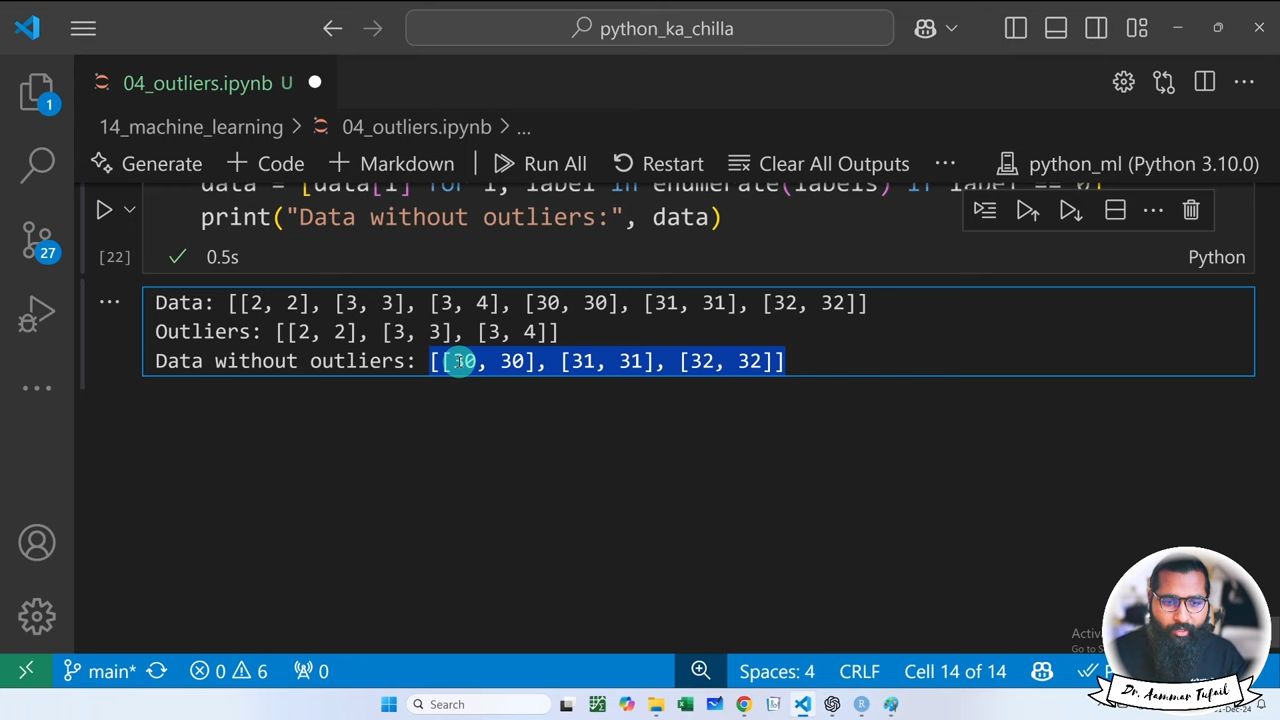 python_ka_chilla
04_outliers.ipynb U
1
14_machine_learning > 04_outliers.ipynb > ...
Generate + Code + Markdown Run All Restart Clear All Outputs ... python_ml (Python 3.10.0)
data = [data[i] for i, label in enumerate(labels) if label == 0]
print("Data without outliers:", data)
27
[22] 0.5s Python
Data: [[2, 2], [3, 3], [3, 4], [30, 30], [31, 31], [32, 32]]
Outliers: [[2, 2], [3, 3], [3, 4]]
Data without outliers: [[30, 30], [31, 31], [32, 32]]
main* 0 6 0 Spaces: 4 CRLF Cell 14 of 14
Search
Dr. Aammar Tufail